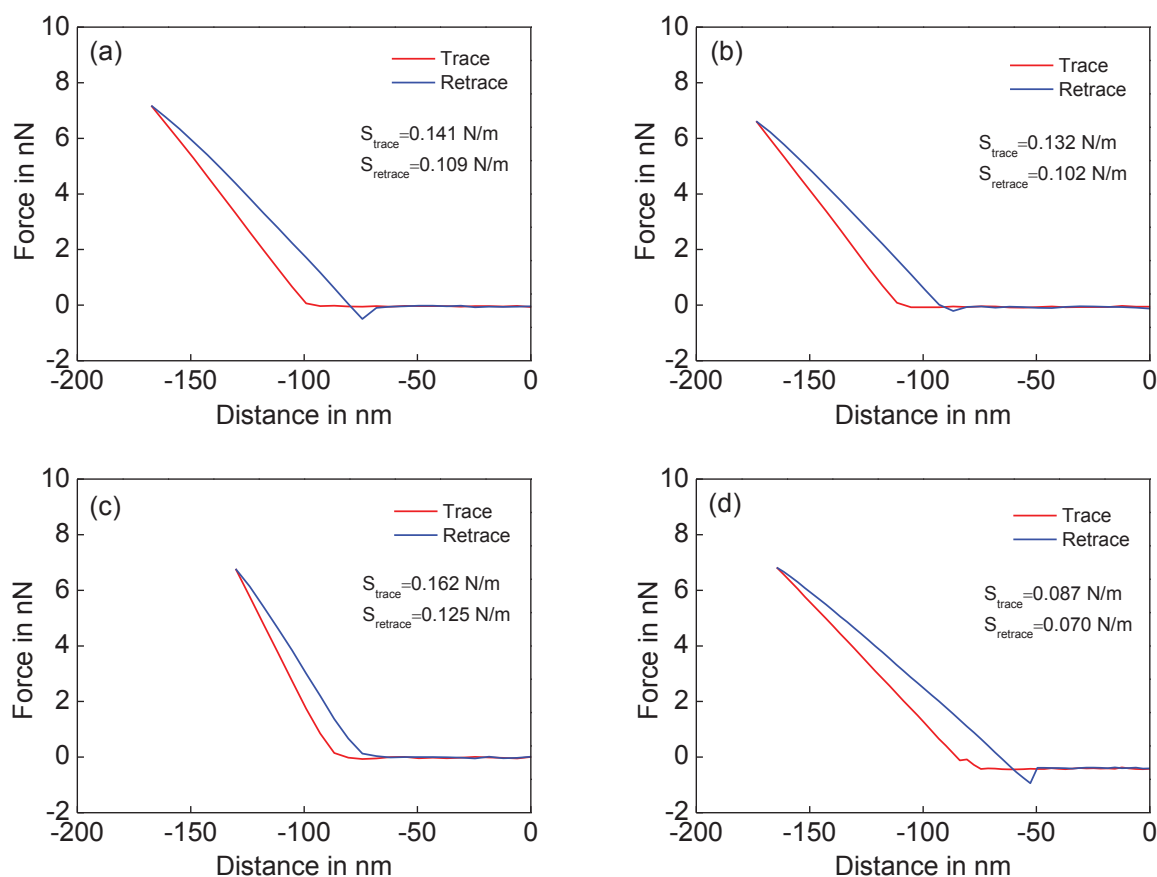 (a)
Trace
Retrace
S_trace=0.141 N/m
S_retrace=0.109 N/m
10
8
6
4
2
0
-2
Force in nN
-200
-150
-100
-50
0
Distance in nm
(b)
Trace
Retrace
S_trace=0.132 N/m
S_retrace=0.102 N/m
10
8
6
4
2
0
-2
Force in nN
-200
-150
-100
-50
0
Distance in nm
(c)
Trace
Retrace
S_trace=0.162 N/m
S_retrace=0.125 N/m
10
8
6
4
2
0
-2
Force in nN
-200
-150
-100
-50
0
Distance in nm
(d)
Trace
Retrace
S_trace=0.087 N/m
S_retrace=0.070 N/m
10
8
6
4
2
0
-2
Force in nN
-200
-150
-100
-50
0
Distance in nm